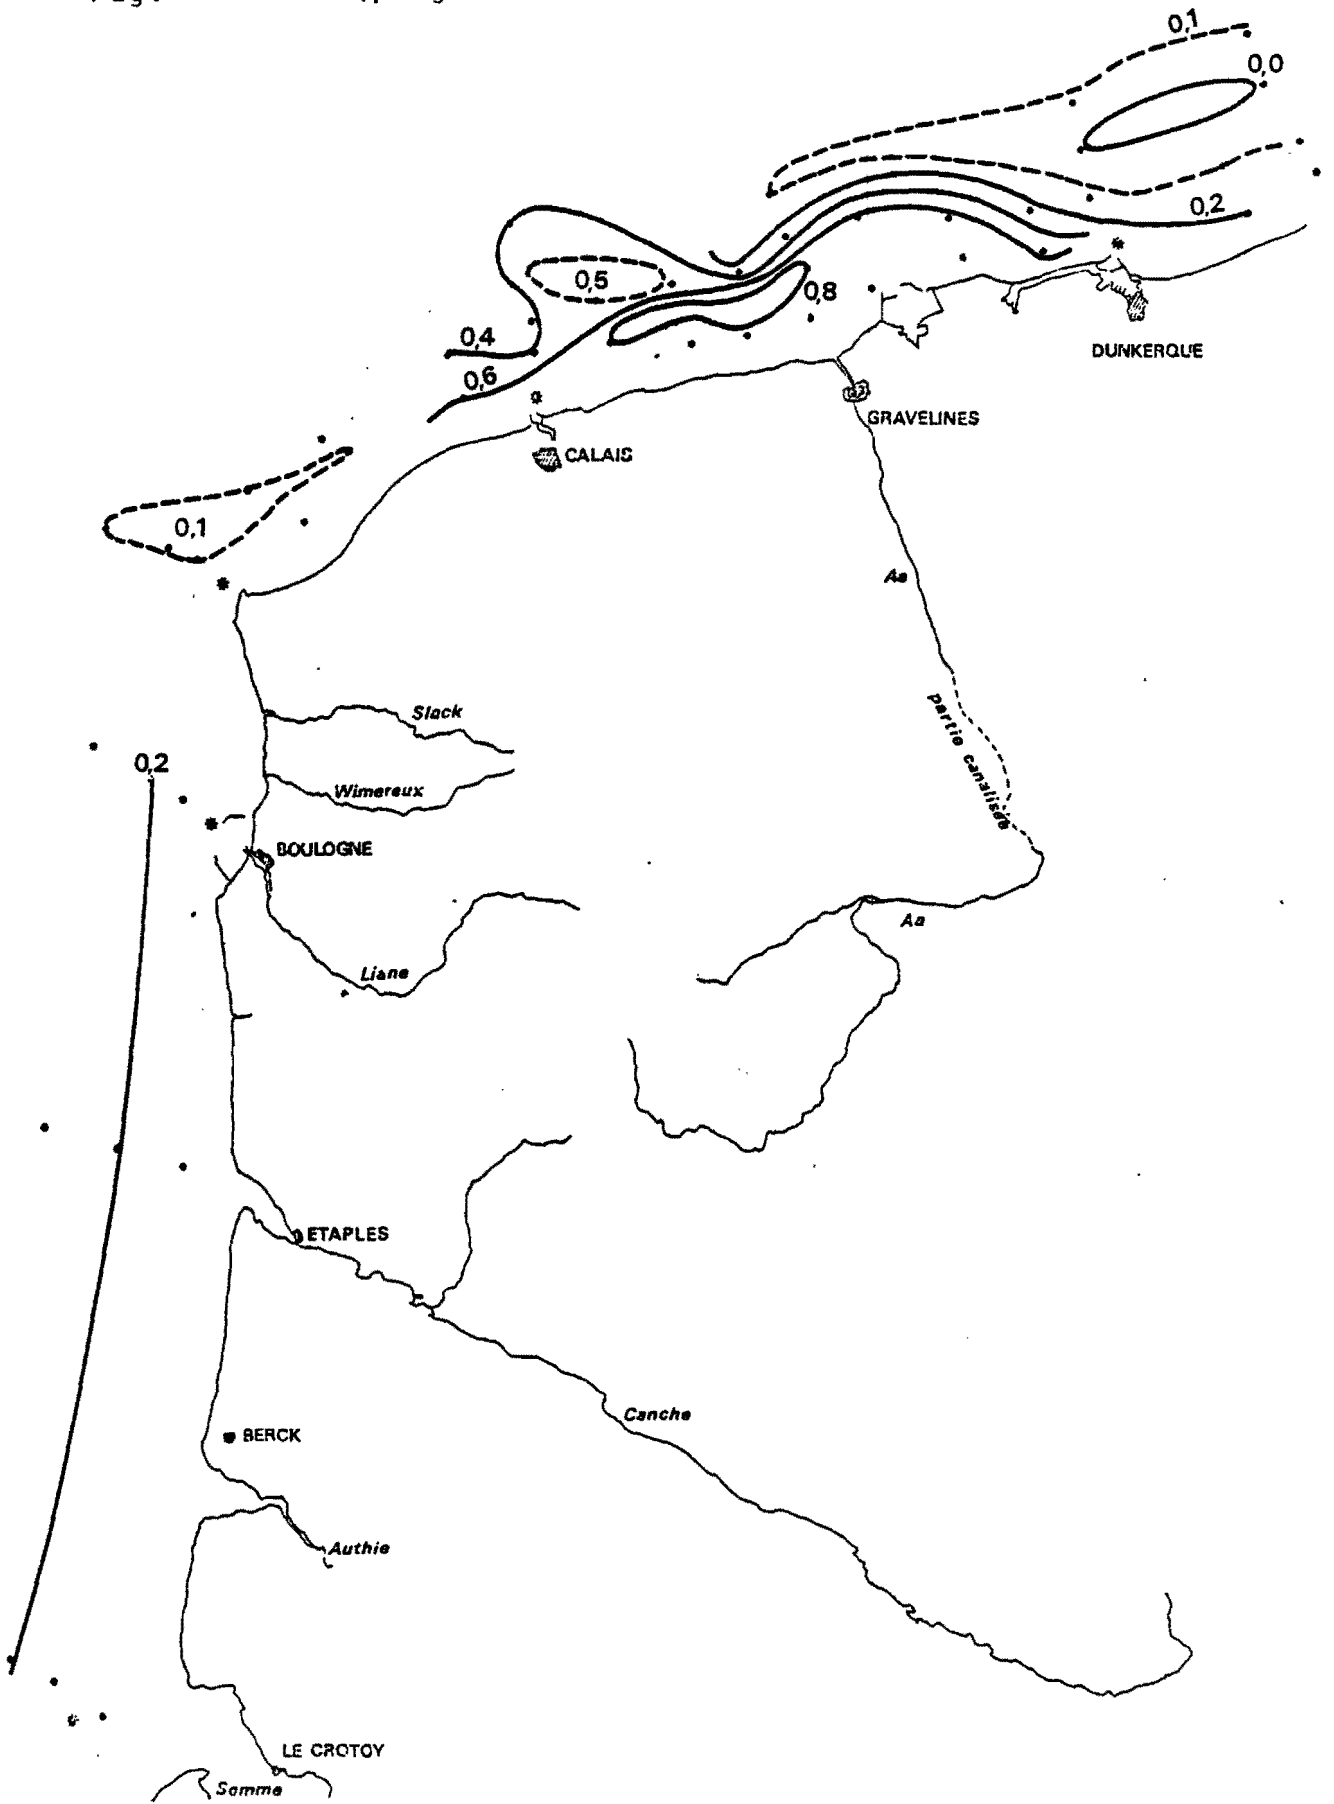 0,1
0,0
0,2
0,5
0,8
0,4
0,6
DUNKERQUE
GRAVELINES
CALAIS
0,1
Aa
partie canalisée
Slack
0,2
Wimereux
BOULOGNE
Aa
Liane
ETAPLES
Canche
BERCK
Authie
LE CROTOY
Somme